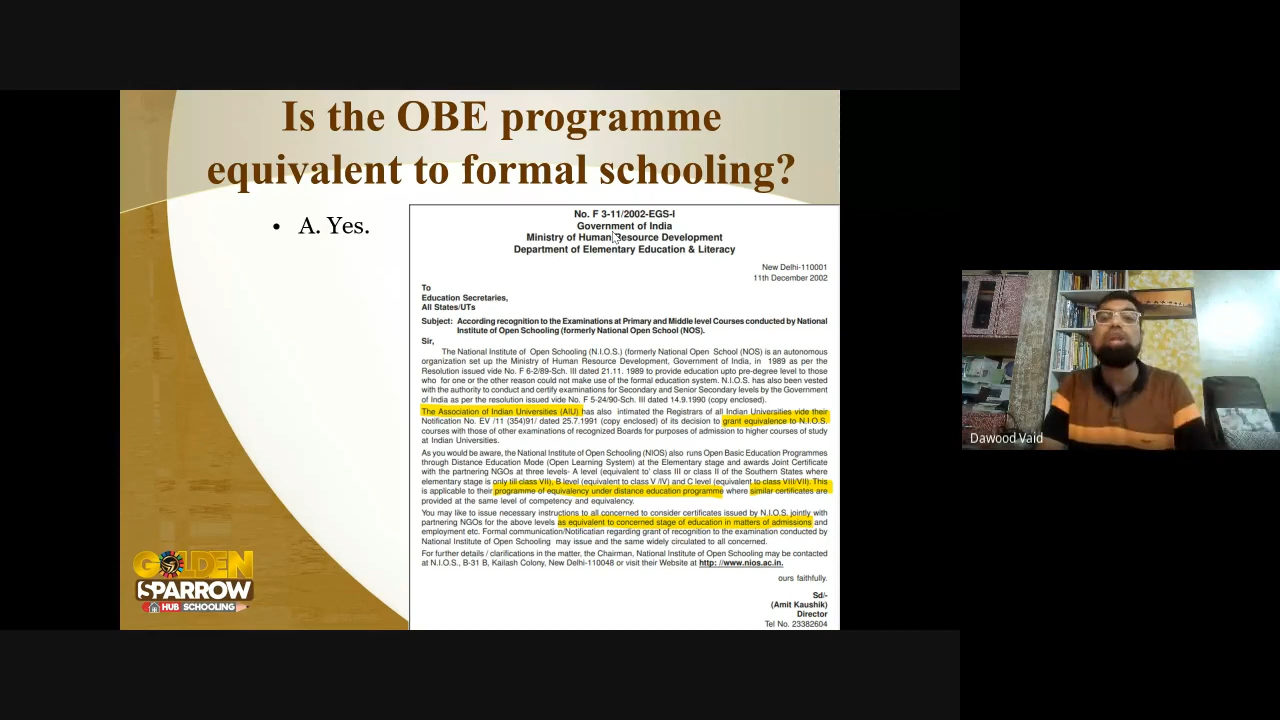 Is the OBE programme
equivalent to formal schooling?
• A. Yes.
No. F 3-11/2002-EGS-I
Government of India
Ministry of Human Resource Development
Department of Elementary Education & Literacy
New Delhi-110001
11th December 2002
To
Education Secretaries,
All States/UTs
Subject: According recognition to the Examinations at Primary and Middle level Courses conducted by National
Institute of Open Schooling (formerly National Open School (NOS).
Sir,
The National Institute of Open Schooling (N.I.O.S.) (formerly National Open School (NOS) is an autonomous
organization set up the Ministry of Human Resource Development, Government of India, in 1989 as per the
Resolution issued vide No. F 6-2/89-Sch. III dated 21.11. 1989 to provide education upto pre-degree level to those
who for one or the other reason could not make use of the formal education system. N.I.O.S. has also been vested
with the authority to conduct and certify examinations for Secondary and Senior Secondary levels by the Government
of India as per the resolution issued vide No. F 5-24/90-Sch. III dated 14.9.1990 (copy enclosed).
The Association of Indian Universities (AIU) has also intimated the Registrars of all Indian Universities vide their
Notification No. EV /11 (354)91/ dated 25.7.1991 (copy enclosed) of its decision to grant equivalence to N.I.O.S.
courses with those of other examinations of recognized Boards for purposes of admission to higher courses of study
at Indian Universities.
As you would be aware, the National Institute of Open Schooling (NIOS) also runs Open Basic Education Programmes
through Distance Education Mode (Open Learning System) at the Elementary stage and awards Joint Certificate
with the partnering NGOs at three levels- A level (equivalent to' class III or class II of the Southern States where
elementary stage is only till class VII), B level (equivalent to class V /IV) and C level (equivalent to class VIII/VII). This
is applicable to their programme of equivalency under distance education programme where similar certificates are
provided at the same level of competency and equivalency.
You may like to issue necessary instructions to all concerned to consider certificates issued by N.I.O.S. jointly with
partnering NGOs for the above levels as equivalent to concerned stage of education in matters of admissions and
employment etc. Formal communication/Notification regarding grant of recognition to the examination conducted by
National Institute of Open Schooling may issue and the same widely circulated to all concerned.
For further details / clarifications in the matter, the Chairman, National Institute of Open Schooling may be contacted
at N.I.O.S., B-31 B, Kailash Colony, New Delhi-110048 or visit their Website at http: //www.nios.ac.in.
ours faithfully.
Sd/-
(Amit Kaushik)
Director
Tel No. 23382604
GOLDEN
SPARROW
HUB SCHOOLING
Dawood Vaid